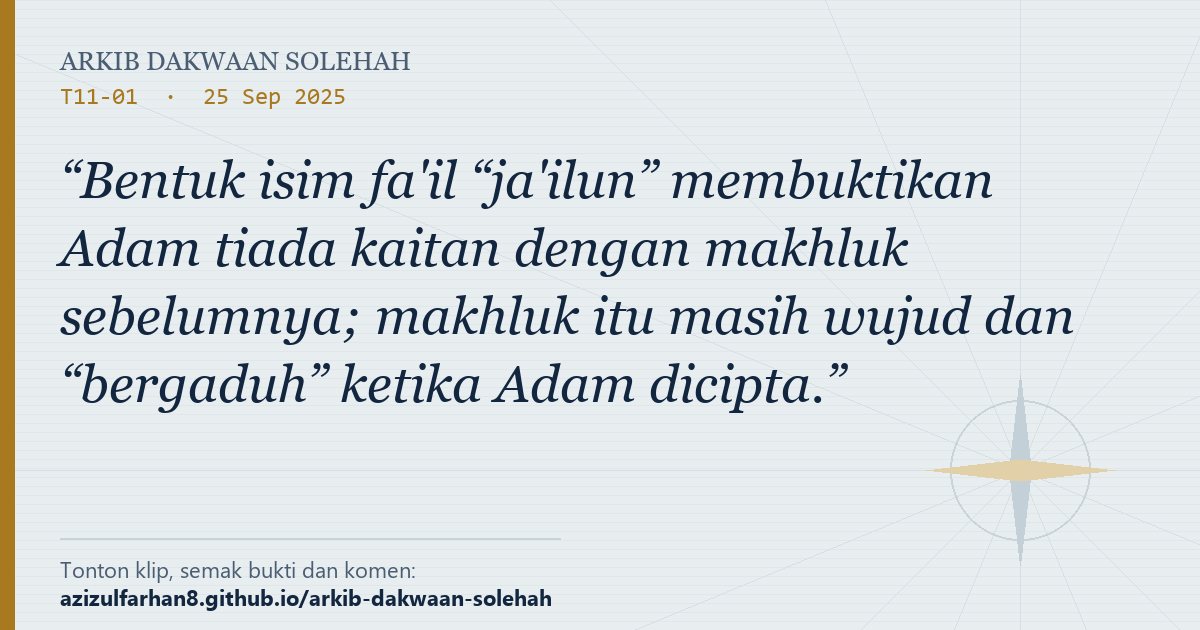 ARKIB DAKWAAN SOLEHAH
T11-01 · 25 Sep 2025
“Bentuk isim fa'il “ja'ilun” membuktikan
Adam tiada kaitan dengan makhluk
sebelumnya; makhluk itu masih wujud dan
“bergaduh” ketika Adam dicipta.”
Tonton klip, semak bukti dan komen:
azizulfarhan8.github.io/arkib-dakwaan-solehah